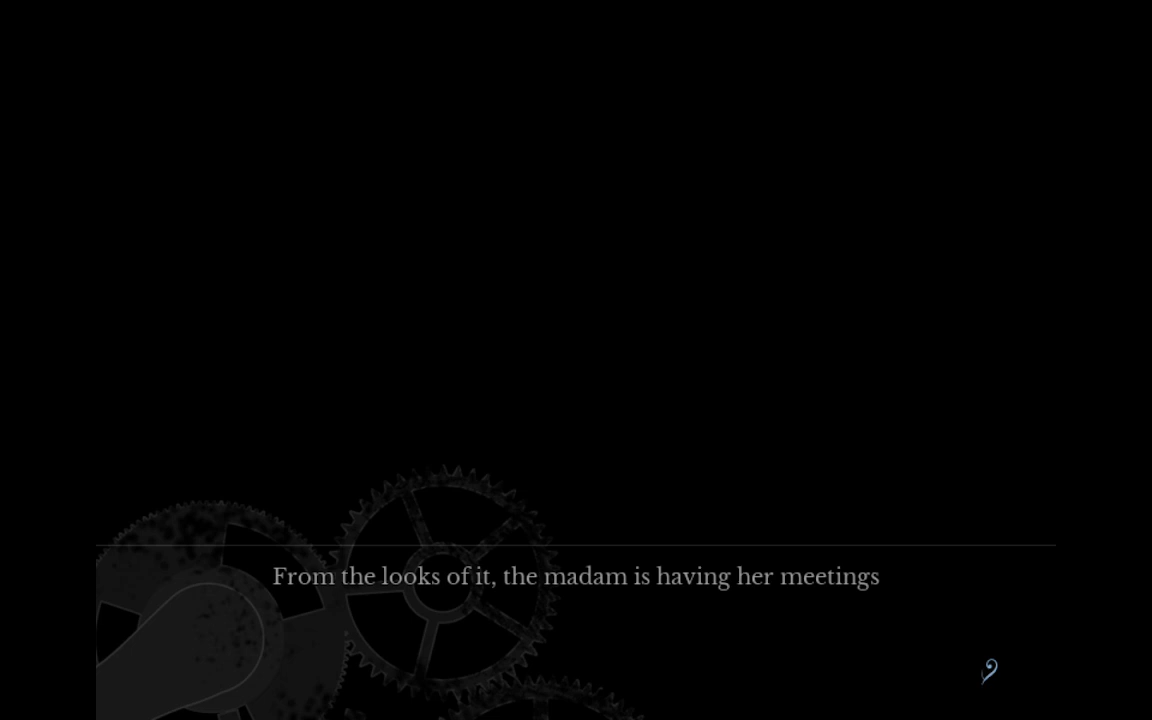 From the looks of it, the madam is having her meetings